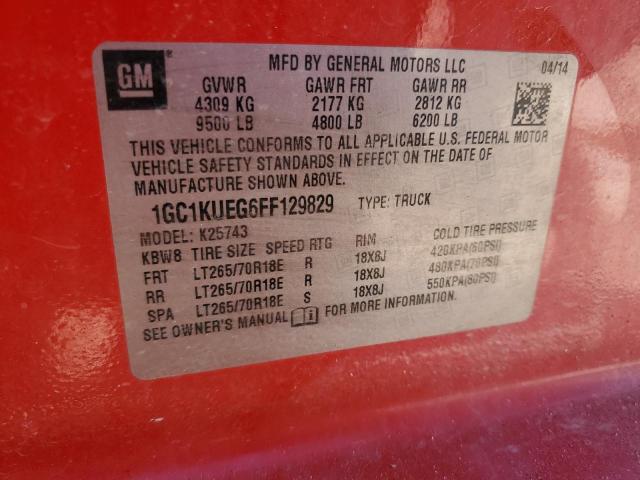 GM
MFD BY GENERAL MOTORS LLC 04/14
GVWR GAWR FRT GAWR RR
4309 KG 2177 KG 2812 KG
9500 LB 4800 LB 6200 LB
THIS VEHICLE CONFORMS TO ALL APPLICABLE U.S. FEDERAL MOTOR
VEHICLE SAFETY STANDARDS IN EFFECT ON THE DATE OF
MANUFACTURE SHOWN ABOVE.
1GC1KUEG6FF129829 TYPE: TRUCK
MODEL: K25743
KBW8 TIRE SIZE SPEED RTG RIM COLD TIRE PRESSURE
FRT LT265/70R18E R 18X8J 420KPA(60PSI)
RR LT265/70R18E R 18X8J 480KPA(70PSI)
SPA LT265/70R18E S 18X8J 550KPA(80PSI)
SEE OWNER'S MANUAL FOR MORE INFORMATION.